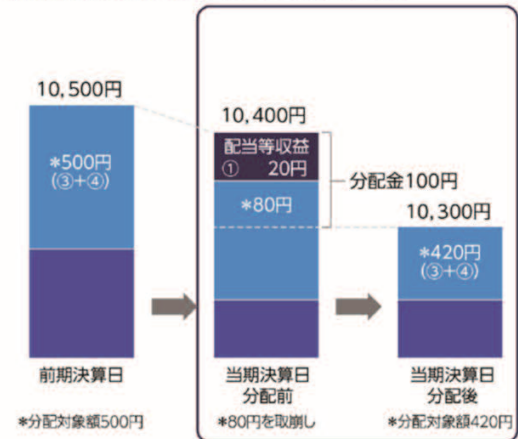 10,500円
*500円
(③+④)
前期決算日
*分配対象額500円
10,400円
配当等収益
① 20円
*80円
分配金100円
当期決算日
分配前
*80円を取崩し
10,300円
*420円
(③+④)
当期決算日
分配後
*分配対象額420円